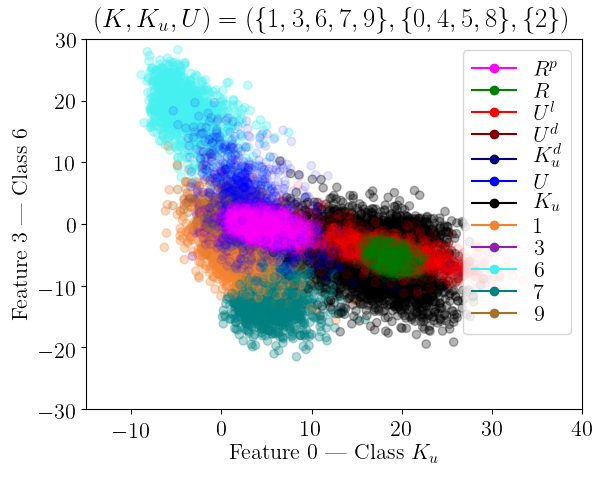 (K, K_u, U) = ({1, 3, 6, 7, 9}, {0, 4, 5, 8}, {2})
30
20
10
0
−10
−20
−30
Feature 3 — Class 6
R^p
R
U^l
U^d
K_u^d
U
K_u
1
3
6
7
9
−10
0
10
20
30
40
Feature 0 — Class K_u